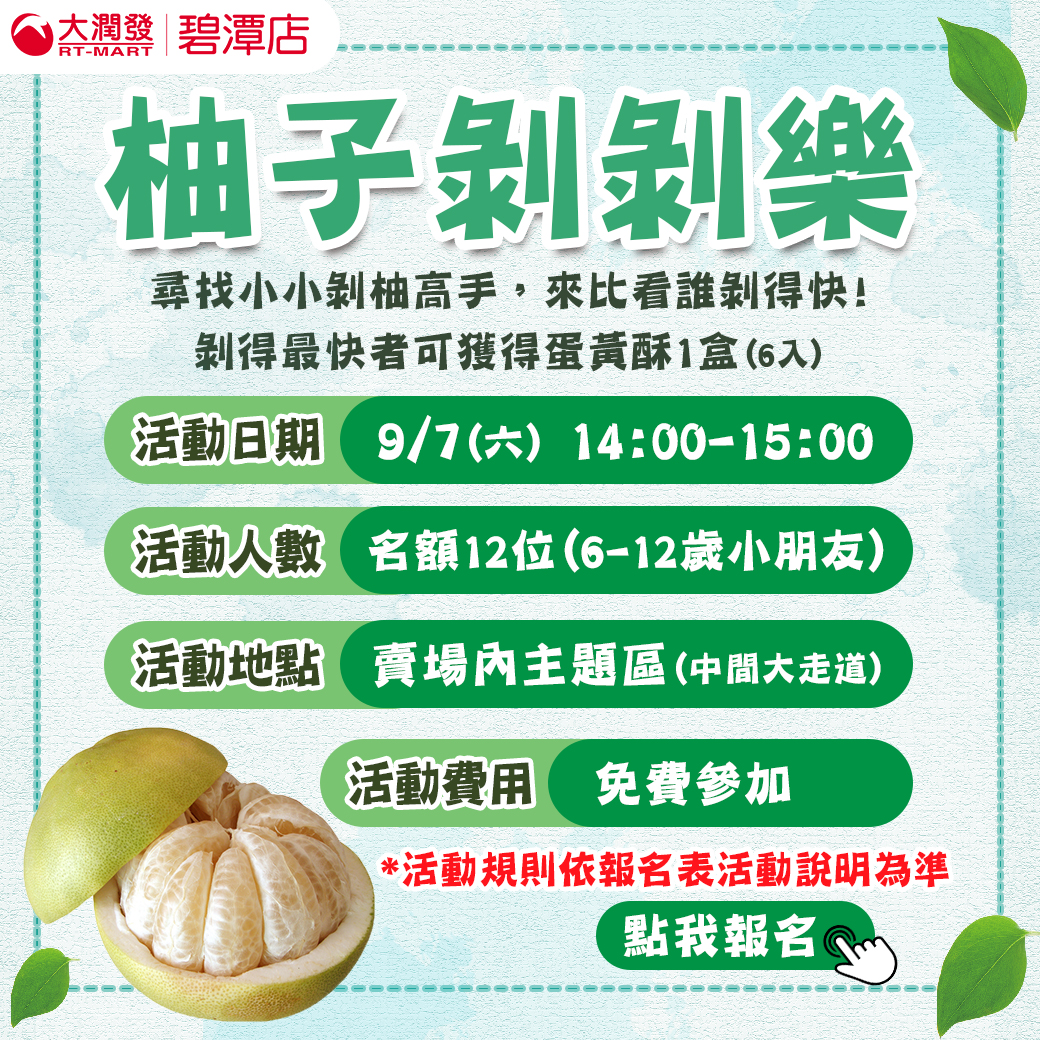 大潤發 RT-MART 碧潭店
柚子剝剝樂
尋找小小剝柚高手，來比看誰剝得快！
剝得最快者可獲得蛋黃酥1盒(6入)
活動日期 9/7(六) 14:00-15:00
活動人數 名額12位(6-12歲小朋友)
活動地點 賣場內主題區(中間大走道)
活動費用 免費參加
*活動規則依報名表活動說明為準
點我報名